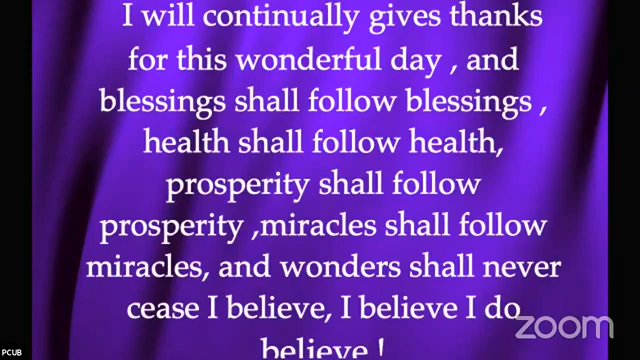 I will continually gives thanks
for this wonderful day , and
blessings shall follow blessings ,
health shall follow health,
prosperity shall follow
prosperity ,miracles shall follow
miracles, and wonders shall never
cease I believe, I believe I do
believe !
zoom
PCUB